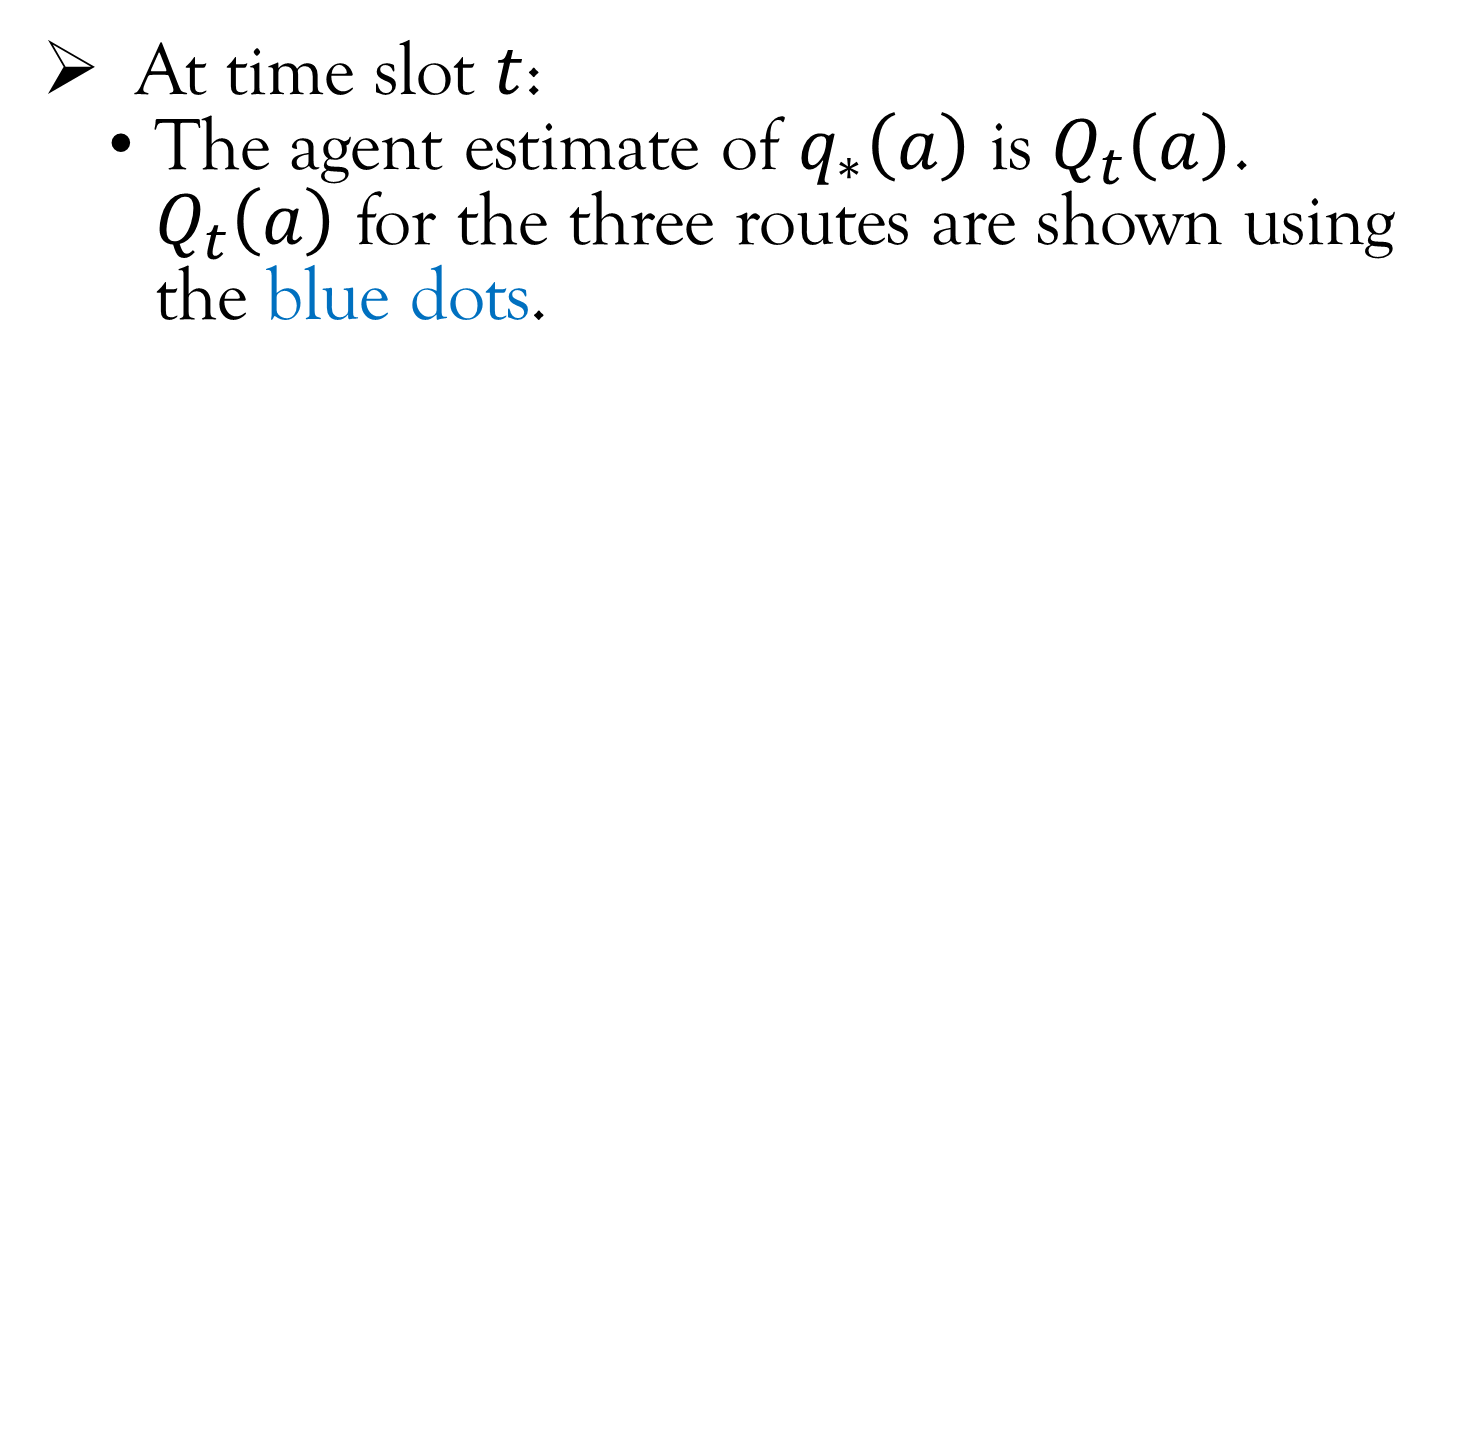 ➢ At time slot 𝑡:
• The agent estimate of 𝑞∗(𝑎) is 𝑄𝑡(𝑎).
𝑄𝑡(𝑎) for the three routes are shown using
the blue dots.